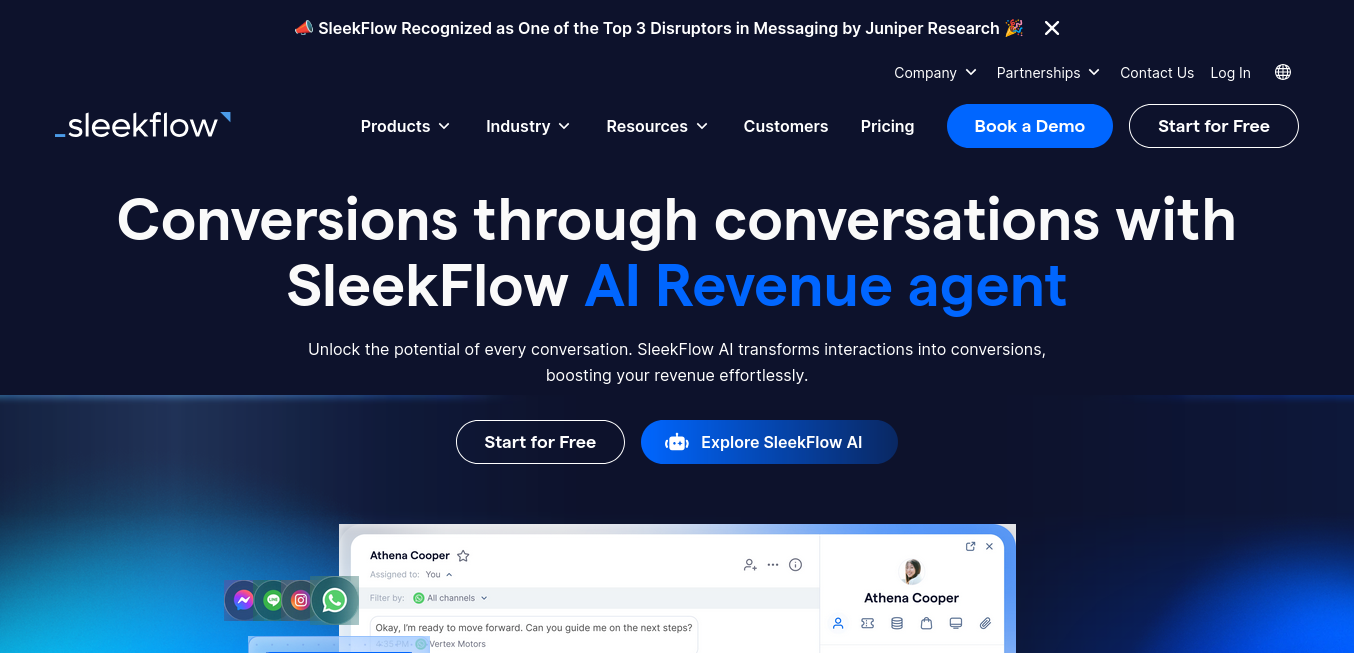 📣 SleekFlow Recognized as One of the Top 3 Disruptors in Messaging by Juniper Research 🎉
Company
Partnerships
Contact Us
Log In
sleekflow
Products
Industry
Resources
Customers
Pricing
Book a Demo
Start for Free
Conversions through conversations with
SleekFlow AI Revenue agent
Unlock the potential of every conversation. SleekFlow AI transforms interactions into conversions,
boosting your revenue effortlessly.
Start for Free
Explore SleekFlow AI
Athena Cooper
Assigned to: You
Filter by: All channels
Okay, I'm ready to move forward. Can you guide me on the next steps?
4:35 PM · Vertex Motors
Athena Cooper